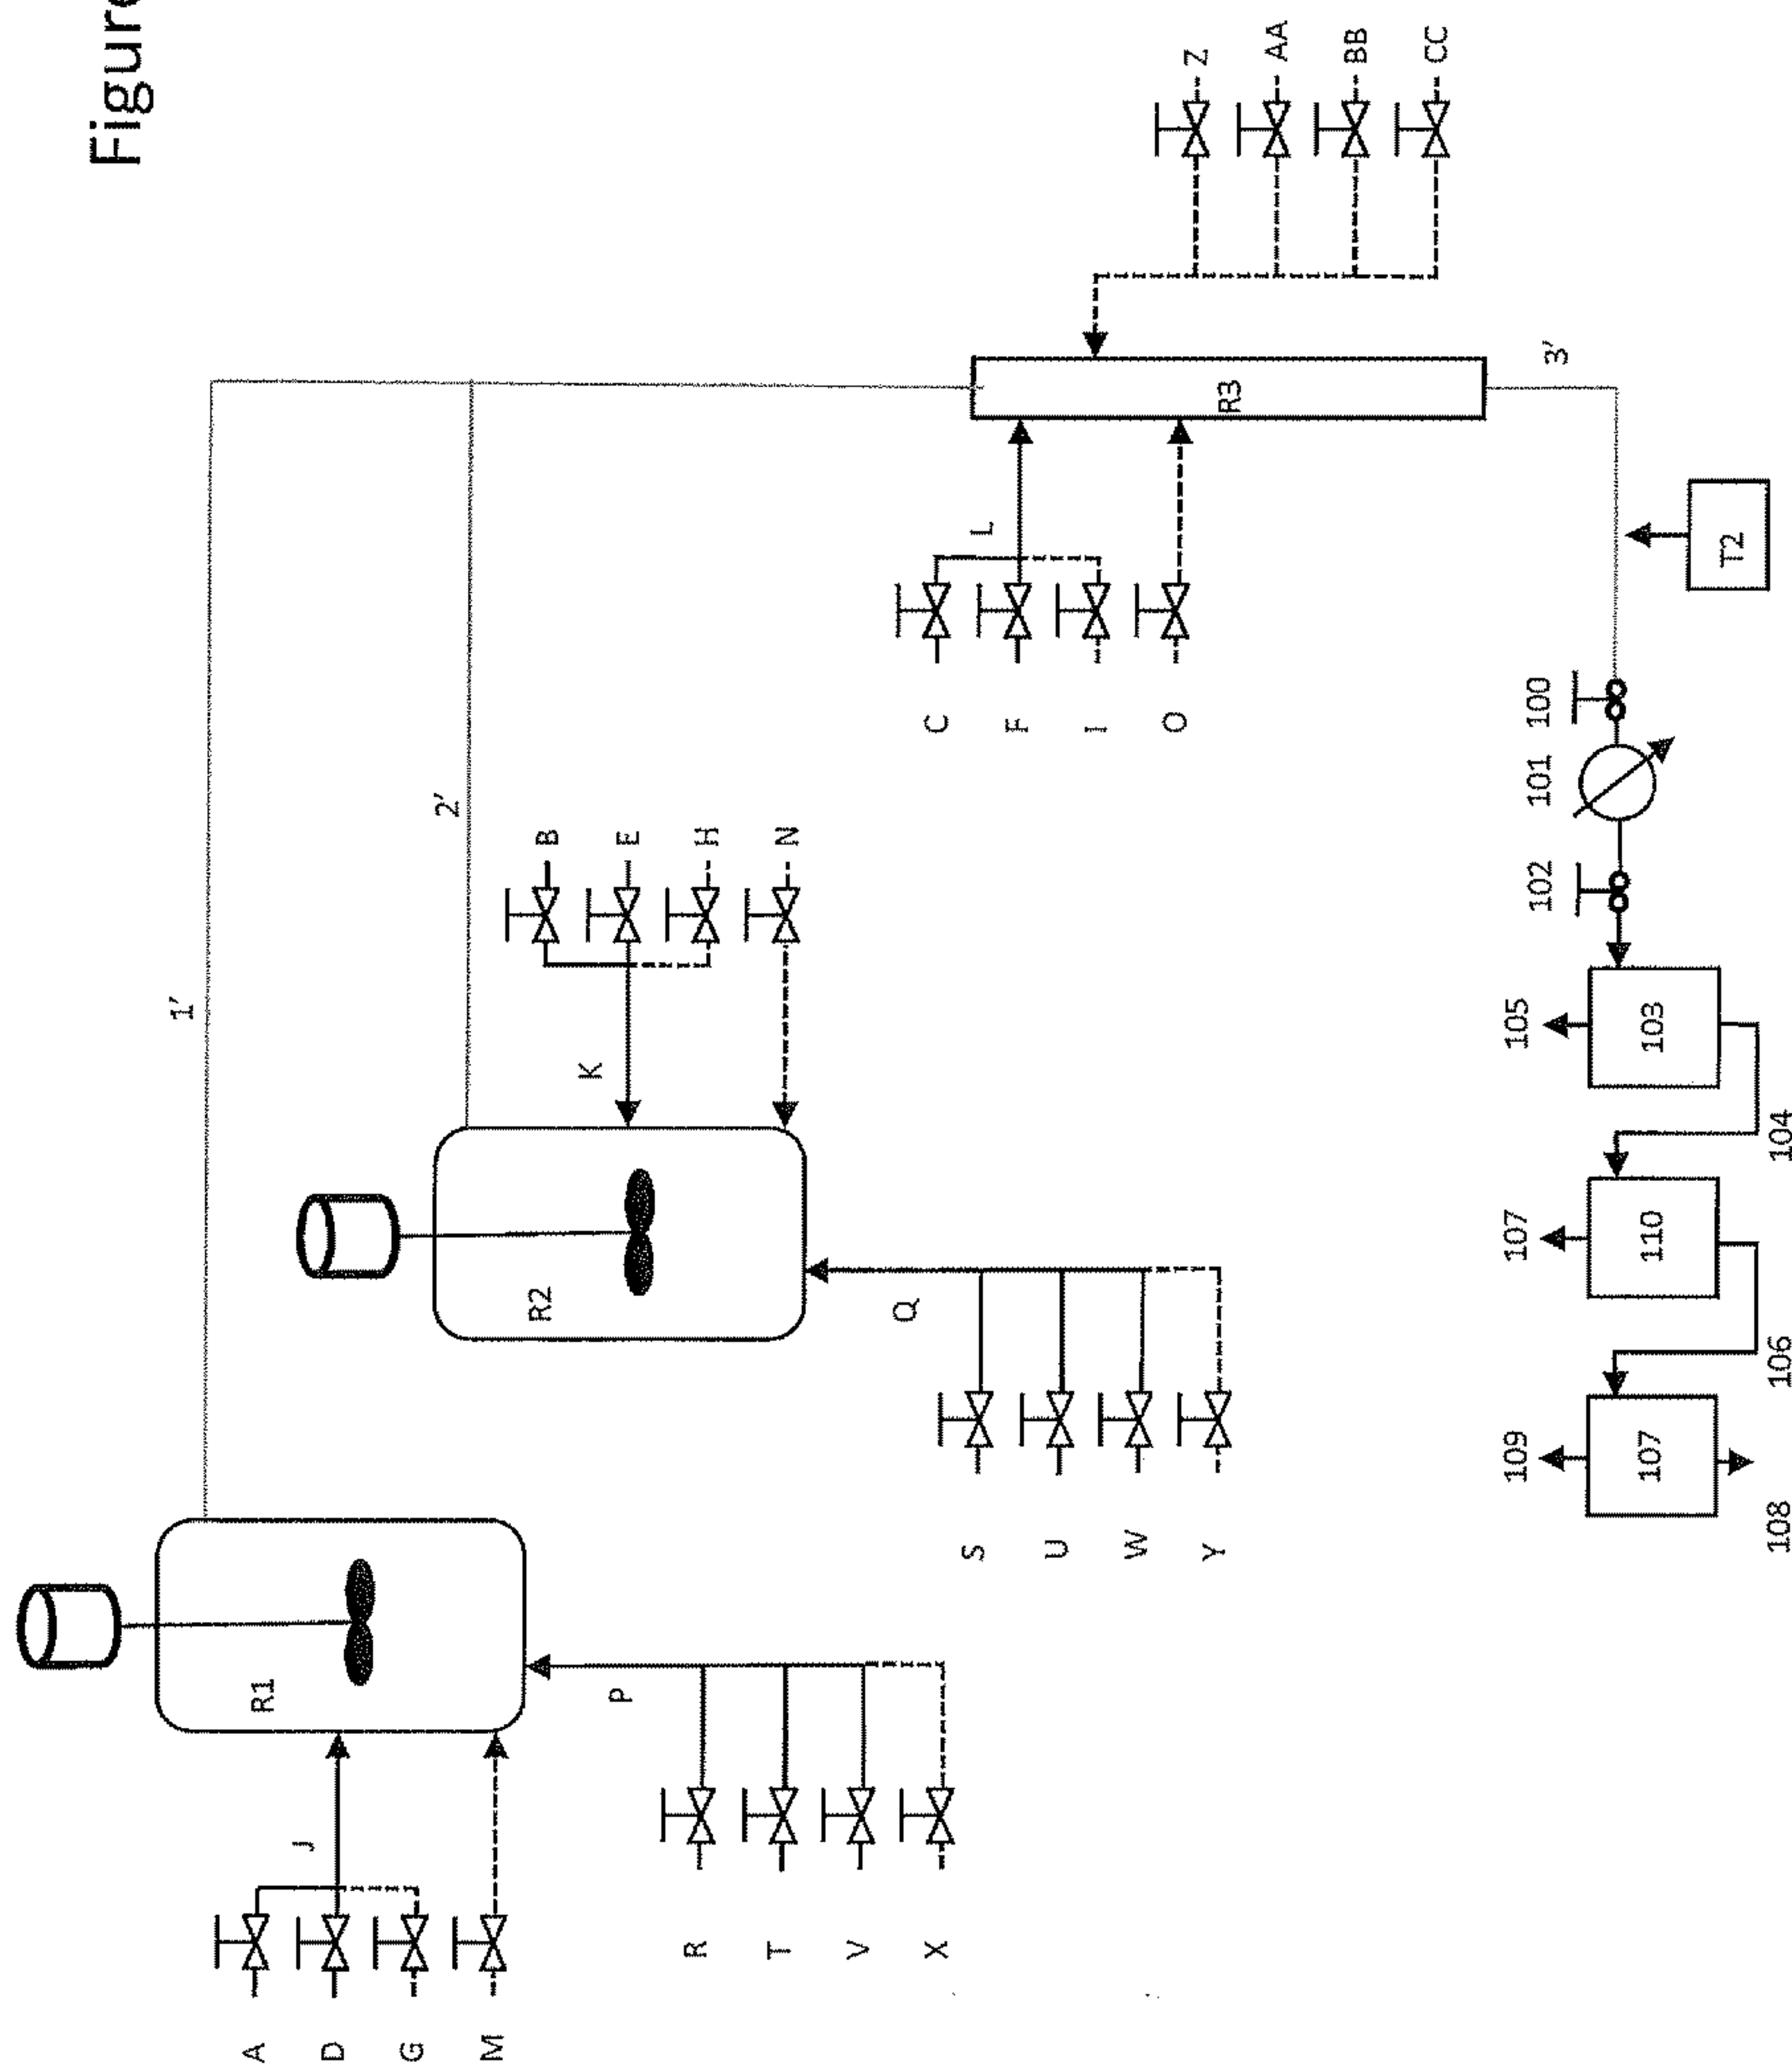 Figure
1'
2'
R1
R2
A
D
G
M
J
P
R
T
V
X
B
E
H
N
K
Q
S
U
W
Y
C
F
I
O
L
R3
Z
AA
BB
CC
3'
T2
100
101
102
103
105
104
110
107
106
107
109
108